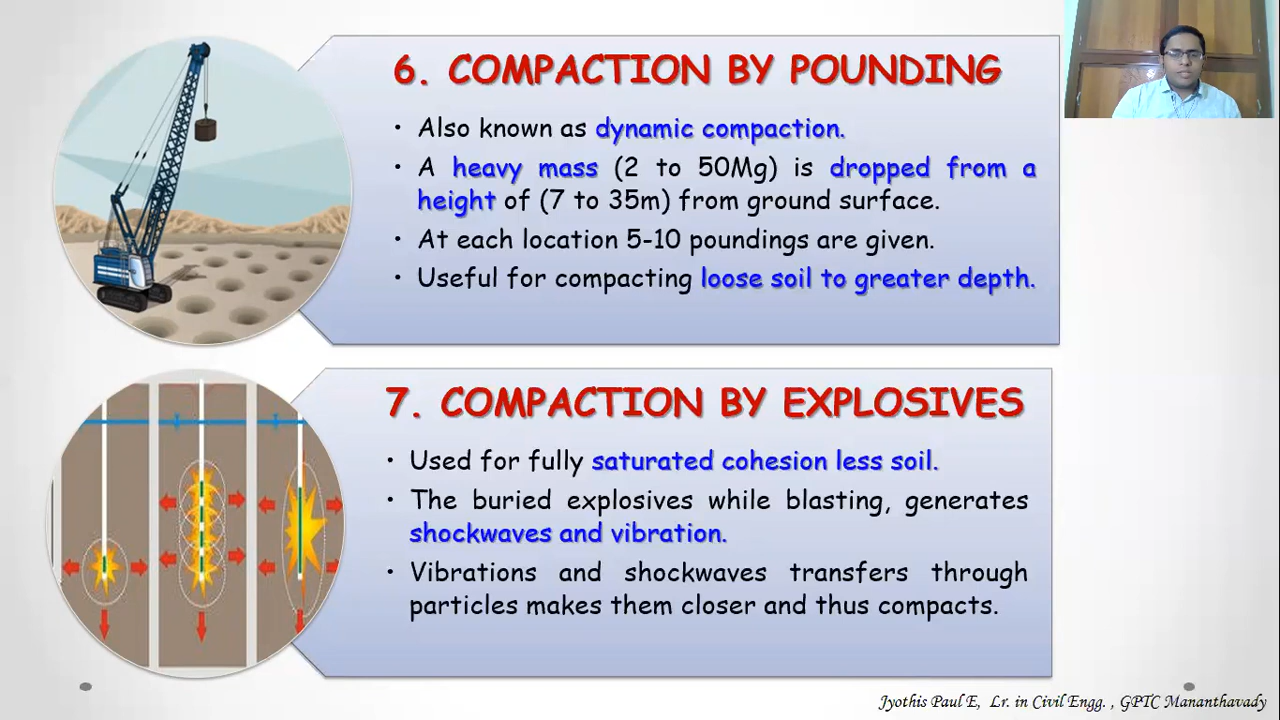 6. COMPACTION BY POUNDING
• Also known as dynamic compaction.
• A heavy mass (2 to 50Mg) is dropped from a
height of (7 to 35m) from ground surface.
• At each location 5-10 poundings are given.
• Useful for compacting loose soil to greater depth.
7. COMPACTION BY EXPLOSIVES
• Used for fully saturated cohesion less soil.
• The buried explosives while blasting, generates
shockwaves and vibration.
• Vibrations and shockwaves transfers through
particles makes them closer and thus compacts.
Jyothis Paul E, Lr. in Civil Engg. , GPTC Mananthavady